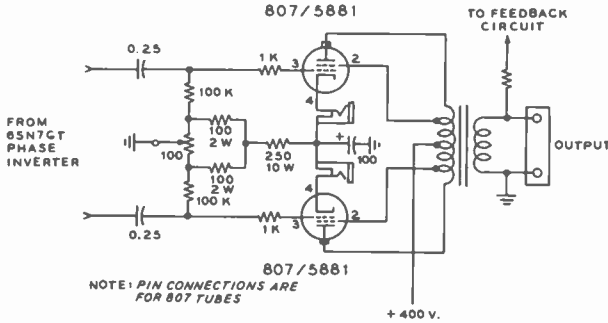 807/5881
TO FEEDBACK
CIRCUIT
0.25
1K
3
2
4
100 K
FROM
6SN7GT
PHASE
INVERTER
100
100
2 W
250
10 W
+
100
OUTPUT
100
2 W
100 K
4
3
2
1K
0.25
807/5881
NOTE: PIN CONNECTIONS ARE
FOR 807 TUBES
+ 400 V.